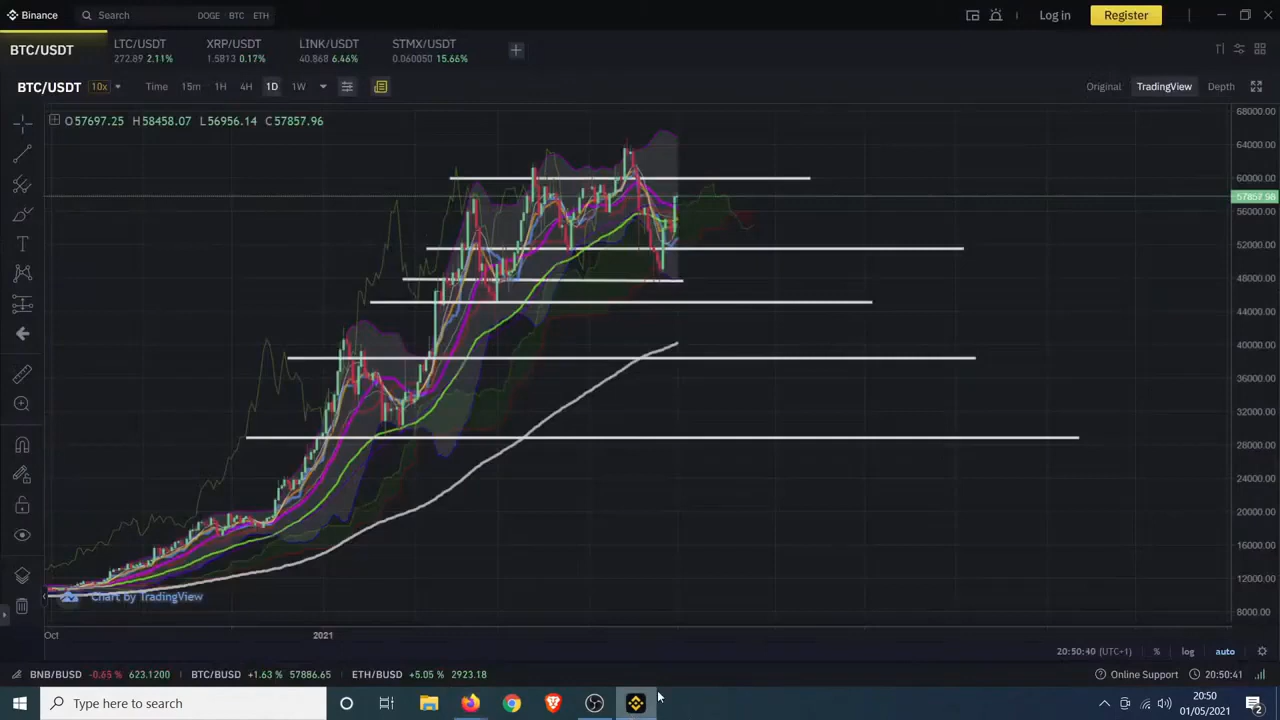 Binance Search DOGE BTC ETH Log in Register
BTC/USDT LTC/USDT XRP/USDT LINK/USDT STMX/USDT
272.89 2.11% 1.5813 0.17% 40.868 6.46% 0.060050 15.66%
BTC/USDT 10x Time 15m 1H 4H 1D 1W Original TradingView Depth
O57697.25 H58458.07 L56956.14 C57857.96
68000.00
64000.00
60000.00
57857.96
56000.00
52000.00
48000.00
44000.00
40000.00
36000.00
32000.00
28000.00
24000.00
20000.00
16000.00
12000.00
8000.00
Chart by TradingView
Oct 2021
20:50:40 (UTC+1) % log auto
BNB/BUSD -0.65 % 623.1200 BTC/BUSD +1.63 % 57886.65 ETH/BUSD +5.05 % 2923.18 Online Support 20:50:41
Type here to search 20:50
01/05/2021 2